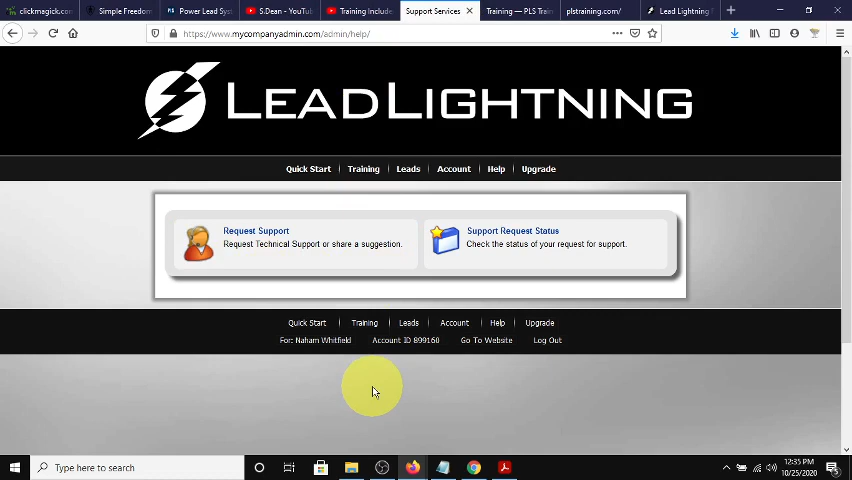 clickmagick.com
Simple Freedom
Power Lead Sys
S.Dean - YouTu
Training Include
Support Services
Training — PLS Train
plstraining.com/
Lead Lightning
https://www.mycompanyadmin.com/admin/help/
LEADLIGHTNING
Quick Start
Training
Leads
Account
Help
Upgrade
Request Support
Request Technical Support or share a suggestion.
Support Request Status
Check the status of your request for support.
Quick Start
Training
Leads
Account
Help
Upgrade
For: Naham Whitfield
Account ID 899160
Go To Website
Log Out
Type here to search
12:35 PM
10/25/2020